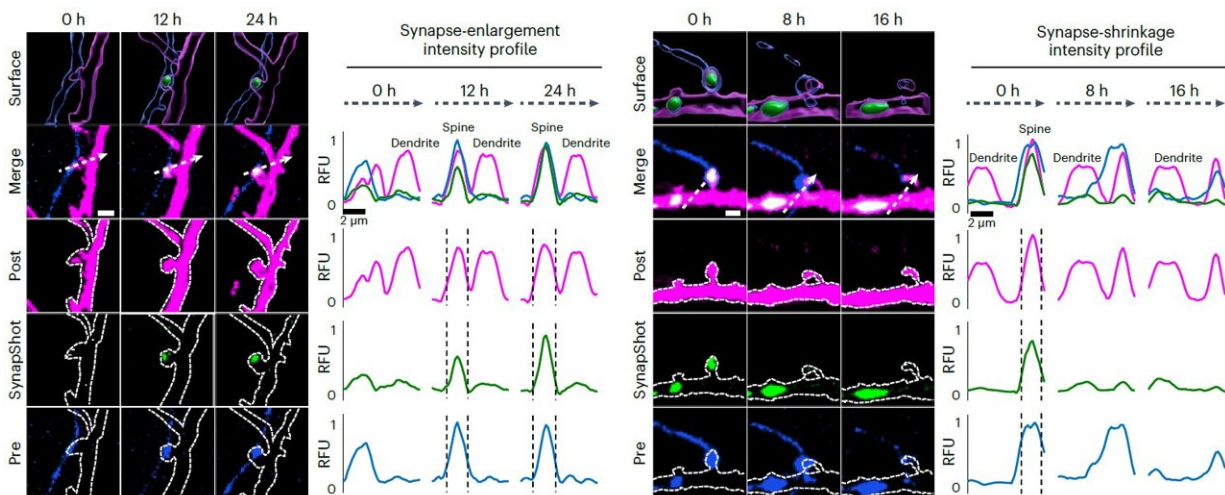 0 h 12 h 24 h
Synapse-enlargement
intensity profile
0 h 12 h 24 h
Surface
Merge
Post
SynapShot
Pre
Spine Spine
Dendrite Dendrite Dendrite
1
RFU
0
2 µm
1
RFU
0
1
RFU
0
1
RFU
0
0 h 8 h 16 h
Synapse-shrinkage
intensity profile
0 h 8 h 16 h
Surface
Merge
Post
SynapShot
Pre
Spine
Dendrite Dendrite Dendrite
1
RFU
0
2 µm
1
RFU
0
1
RFU
0
1
RFU
0